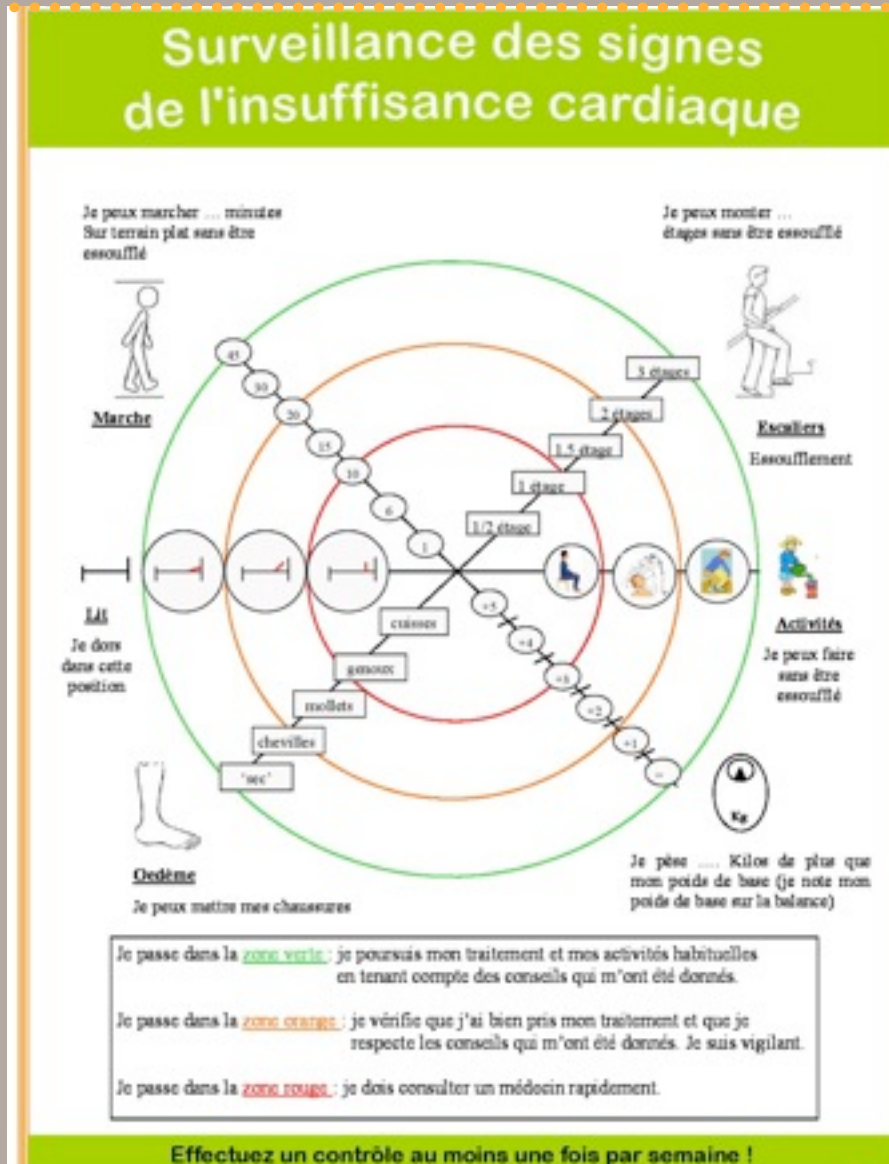 Surveillance des signes
de l'insuffisance cardiaque
Je peux marcher ... minutes
Sur terrain plat sans être
essoufflé
Je peux monter ...
étages sans être essoufflé
Marche
Escaliers
Essoufflement
45
30
20
15
10
6
1
3 étages
2 étages
1.5 étage
1 étage
1/2 étage
Lit
Je dors
dans cette
position
Activités
Je peux faire
sans être
essoufflé
cuisses
genoux
mollets
chevilles
'sec'
+5
+4
+3
+2
+1
=
Kg
Oedème
Je peux mettre mes chaussures
Je pèse .... Kilos de plus que
mon poids de base (je note mon
poids de base sur la balance)
Je passe dans la zone verte : je poursuis mon traitement et mes activités habituelles
en tenant compte des conseils qui m'ont été donnés.
Je passe dans la zone orange : je vérifie que j'ai bien pris mon traitement et que je
respecte les conseils qui m'ont été donnés. Je suis vigilant.
Je passe dans la zone rouge : je dois consulter un médecin rapidement.
Effectuez un contrôle au moins une fois par semaine !